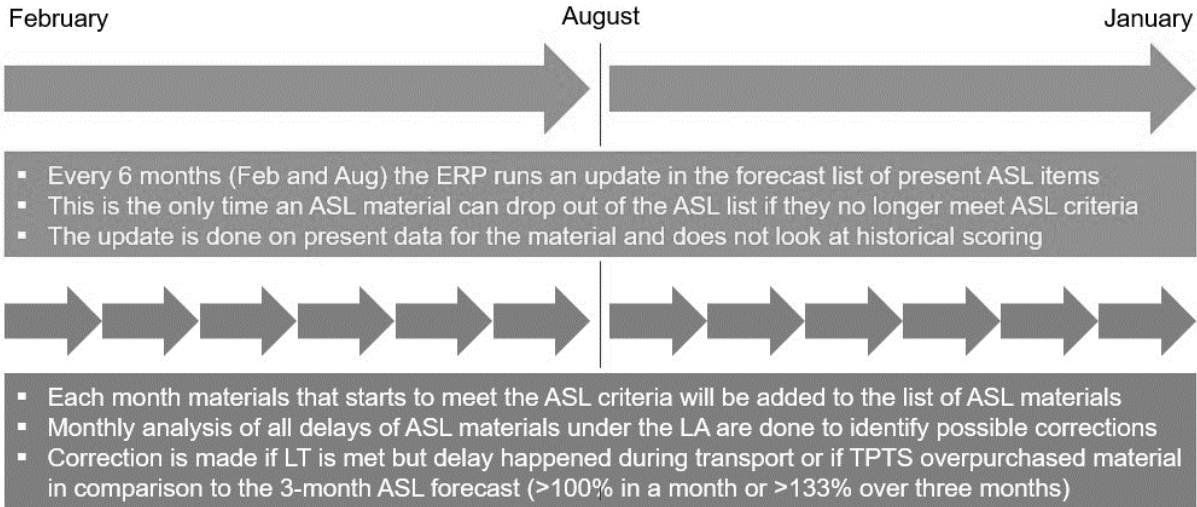 February August January
▪ Every 6 months (Feb and Aug) the ERP runs an update in the forecast list of present ASL items
▪ This is the only time an ASL material can drop out of the ASL list if they no longer meet ASL criteria
▪ The update is done on present data for the material and does not look at historical scoring
▪ Each month materials that starts to meet the ASL criteria will be added to the list of ASL materials
▪ Monthly analysis of all delays of ASL materials under the LA are done to identify possible corrections
▪ Correction is made if LT is met but delay happened during transport or if TPTS overpurchased material
in comparison to the 3-month ASL forecast (>100% in a month or >133% over three months)